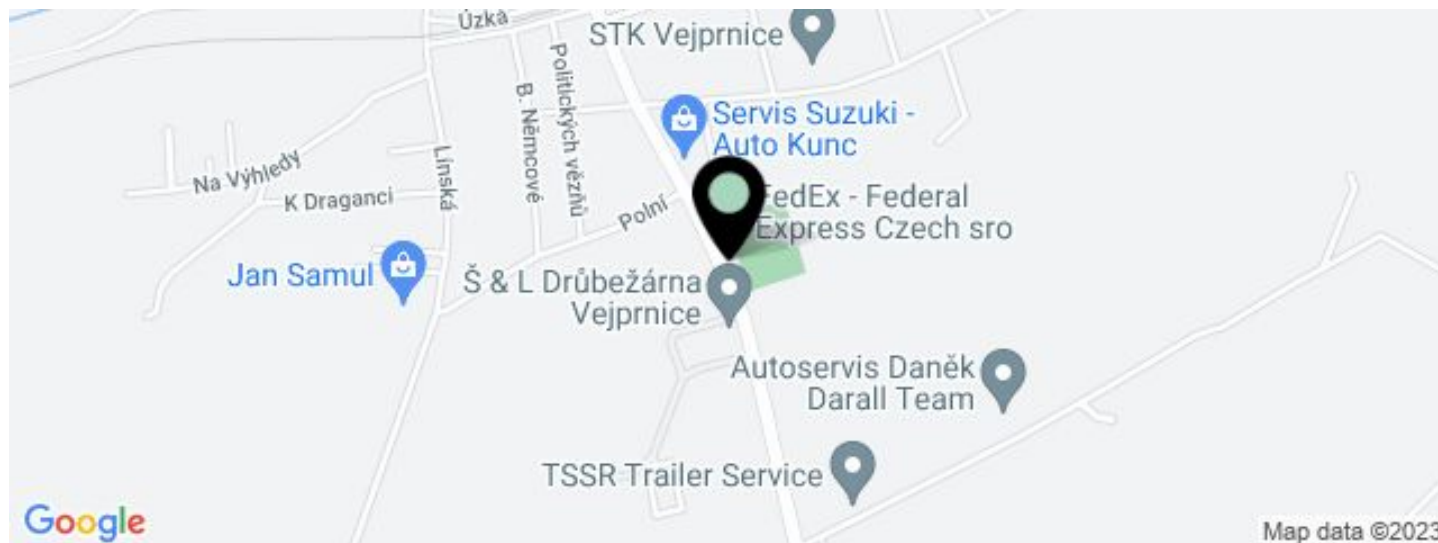 Úzká
STK Vejprnice
Politických vězňů
B. Němcové
Servis Suzuki -
Auto Kunc
Línská
Na Výhledy
K Draganci
Polní
FedEx - Federal
Express Czech sro
Jan Samul
Š & L Drůbežárna
Vejprnice
Autoservis Daněk
Darall Team
TSSR Trailer Service
Google
Map data ©2023